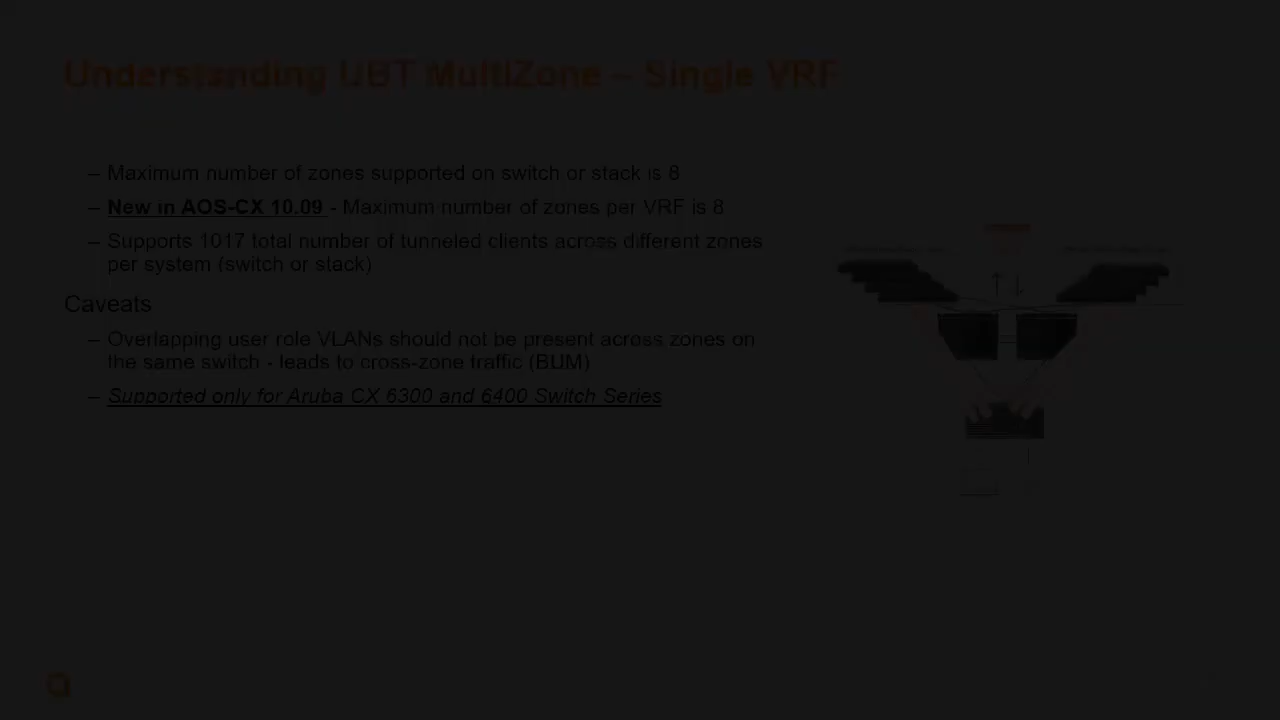 Understanding UBT MultiZone – Single VRF
– Maximum number of zones supported on switch or stack is 8
– New in AOS-CX 10.09 - Maximum number of zones per VRF is 8
– Supports 1017 total number of tunneled clients across different zones
per system (switch or stack)
Caveats
– Overlapping user role VLANs should not be present across zones on
the same switch - leads to cross-zone traffic (BUM)
– Supported only for Aruba CX 6300 and 6400 Switch Series